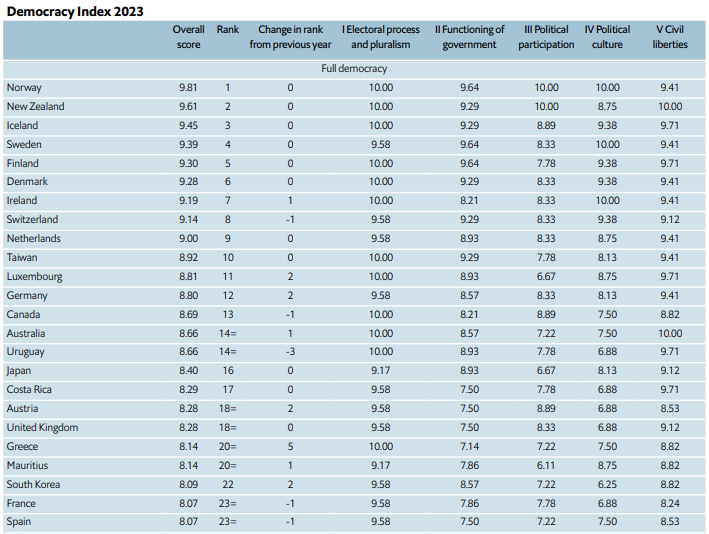 Democracy Index 2023
Overall score Rank Change in rank from previous year I Electoral process and pluralism II Functioning of government III Political participation IV Political culture V Civil liberties
Full democracy
Norway 9.81 1 0 10.00 9.64 10.00 10.00 9.41
New Zealand 9.61 2 0 10.00 9.29 10.00 8.75 10.00
Iceland 9.45 3 0 10.00 9.29 8.89 9.38 9.71
Sweden 9.39 4 0 9.58 9.64 8.33 10.00 9.41
Finland 9.30 5 0 10.00 9.64 7.78 9.38 9.71
Denmark 9.28 6 0 10.00 9.29 8.33 9.38 9.41
Ireland 9.19 7 1 10.00 8.21 8.33 10.00 9.41
Switzerland 9.14 8 -1 9.58 9.29 8.33 9.38 9.12
Netherlands 9.00 9 0 9.58 8.93 8.33 8.75 9.41
Taiwan 8.92 10 0 10.00 9.29 7.78 8.13 9.41
Luxembourg 8.81 11 2 10.00 8.93 6.67 8.75 9.71
Germany 8.80 12 2 9.58 8.57 8.33 8.13 9.41
Canada 8.69 13 -1 10.00 8.21 8.89 7.50 8.82
Australia 8.66 14= 1 10.00 8.57 7.22 7.50 10.00
Uruguay 8.66 14= -3 10.00 8.93 7.78 6.88 9.71
Japan 8.40 16 0 9.17 8.93 6.67 8.13 9.12
Costa Rica 8.29 17 0 9.58 7.50 7.78 6.88 9.71
Austria 8.28 18= 2 9.58 7.50 8.89 6.88 8.53
United Kingdom 8.28 18= 0 9.58 7.50 8.33 6.88 9.12
Greece 8.14 20= 5 10.00 7.14 7.22 7.50 8.82
Mauritius 8.14 20= 1 9.17 7.86 6.11 8.75 8.82
South Korea 8.09 22 2 9.58 8.57 7.22 6.25 8.82
France 8.07 23= -1 9.58 7.86 7.78 6.88 8.24
Spain 8.07 23= -1 9.58 7.50 7.22 7.50 8.53